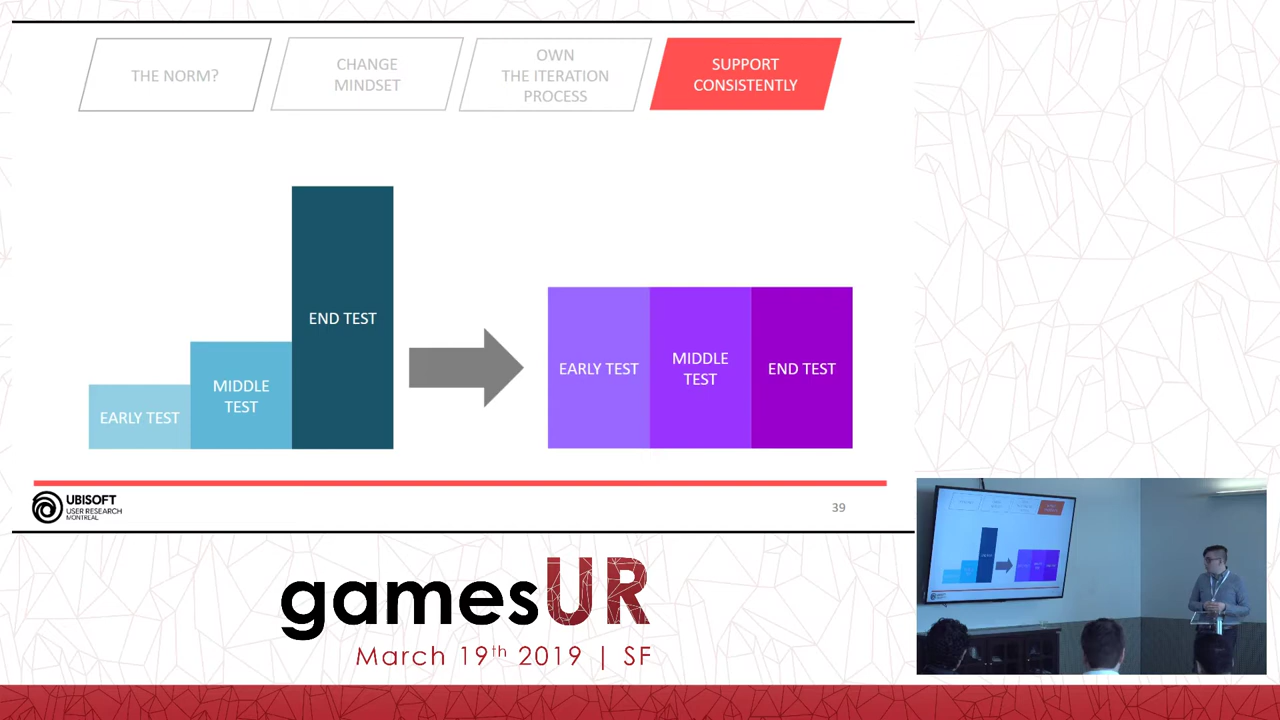 THE NORM?
CHANGE
MINDSET
OWN
THE ITERATION
PROCESS
SUPPORT
CONSISTENTLY
EARLY TEST
MIDDLE
TEST
END TEST
EARLY TEST
MIDDLE
TEST
END TEST
UBISOFT
USER RESEARCH
MONTREAL
39
gamesUR
March 19th 2019 | SF